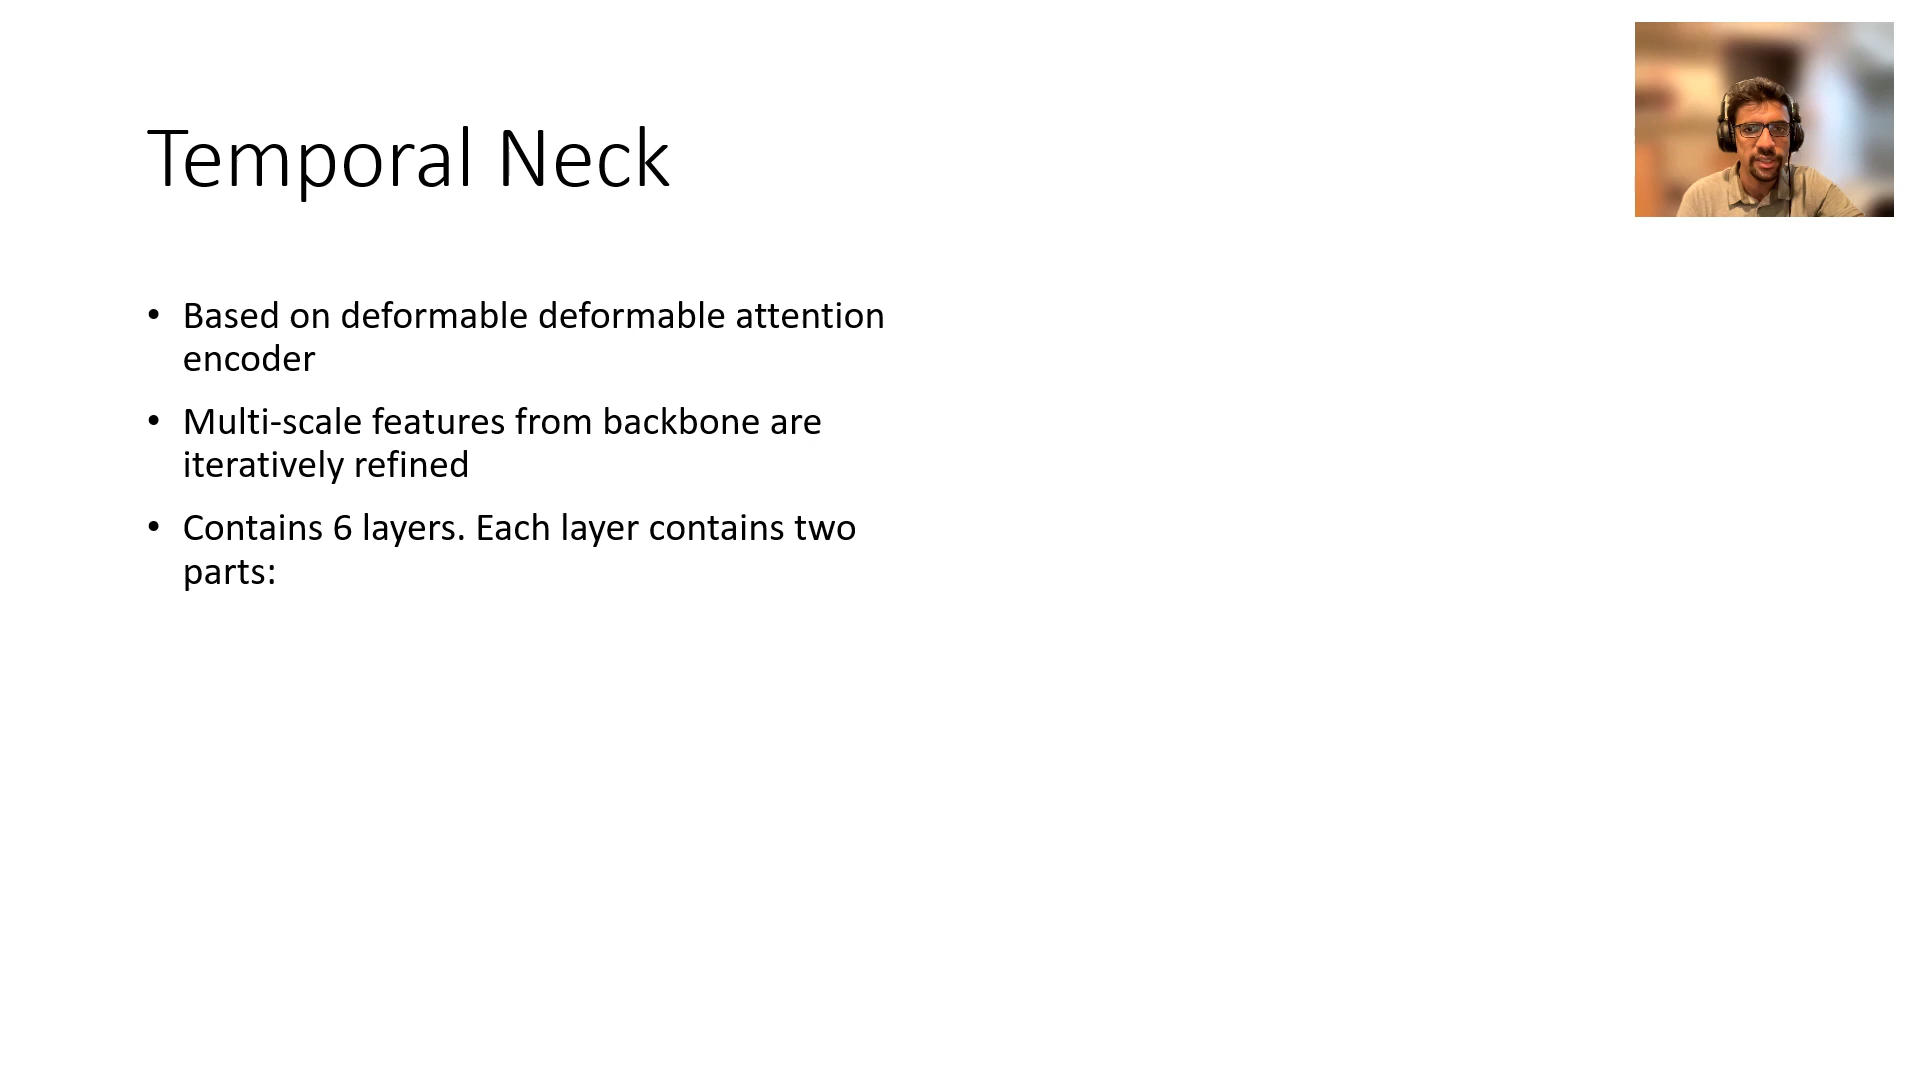 Temporal Neck
• Based on deformable deformable attention
encoder
• Multi-scale features from backbone are
iteratively refined
• Contains 6 layers. Each layer contains two
parts: